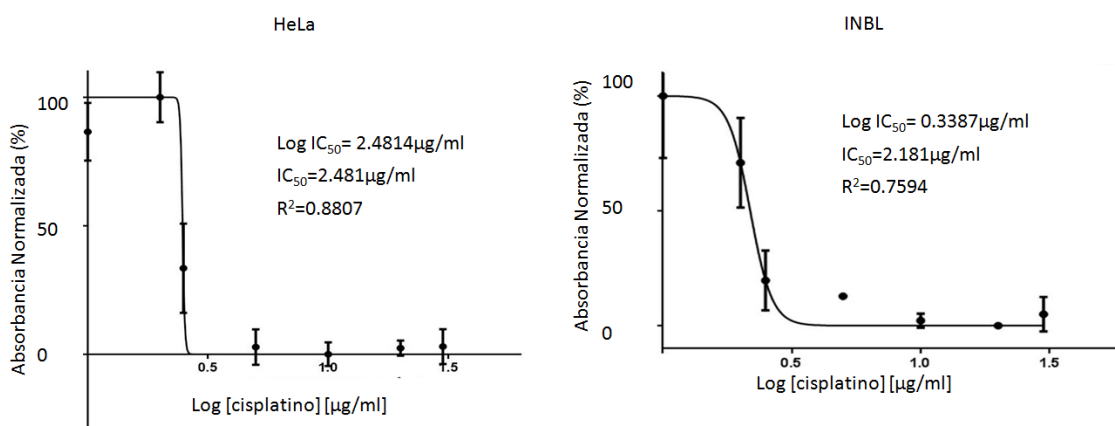 HeLa
Absorbancia Normalizada (%)
100
50
0
Log IC50= 2.4814µg/ml
IC50=2.481µg/ml
R2=0.8807
0.5
1.0
1.5
Log [cisplatino] [µg/ml]
INBL
Absorbancia Normalizada (%)
100
50
0
Log IC50= 0.3387µg/ml
IC50=2.181µg/ml
R2=0.7594
0.5
1.0
1.5
Log [cisplatino] [µg/ml]